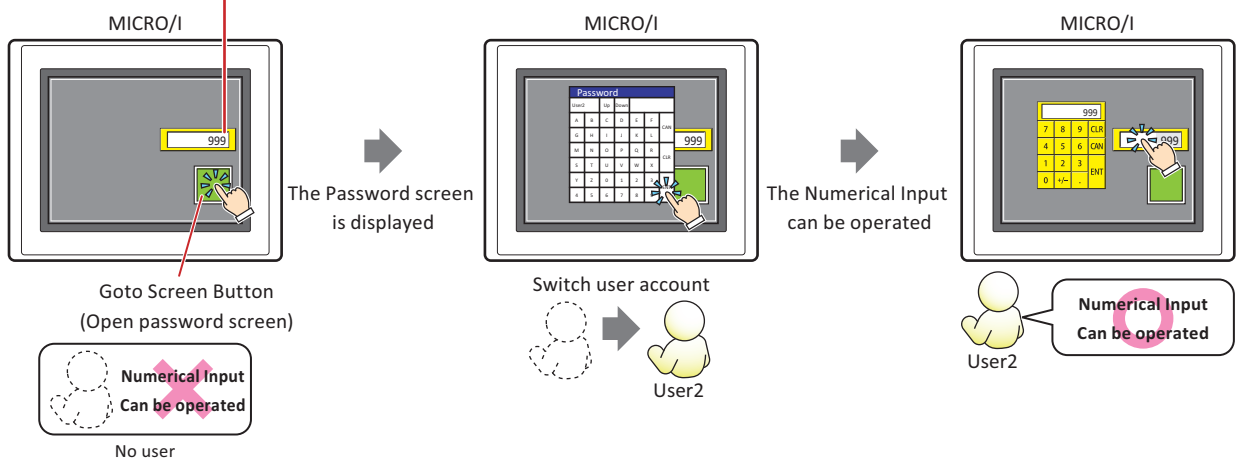 MICRO/I
MICRO/I
MICRO/I
999
Password
User2 Up Down
A B C D E F
CAN
G H I J K L
M N O P Q R
CLR
S T U V W X
Y Z 0 1 2 3
4 5 6 7 8
999
999
7 8 9 CLR
4 5 6 CAN
1 2 3
ENT
0 +/- .
999
The Password screen
is displayed
The Numerical Input
can be operated
Goto Screen Button
(Open password screen)
Numerical Input
Can be operated
No user
Switch user account
User2
Numerical Input
Can be operated
User2